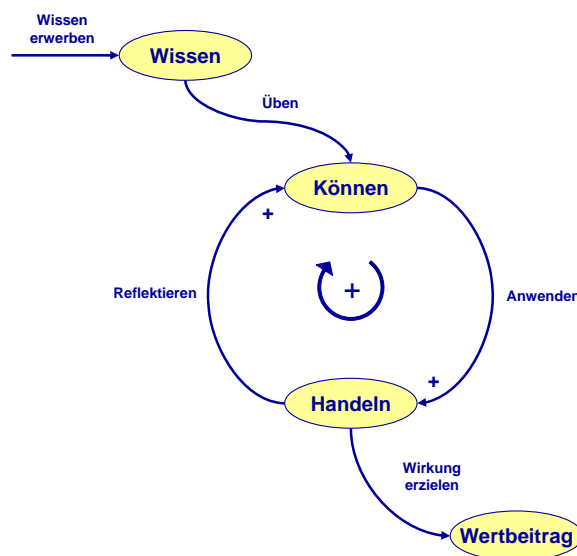 Wissen
erwerben
Wissen
Üben
Können
+
+
Reflektieren
Anwenden
+
Handeln
Wirkung
erzielen
Wertbeitrag